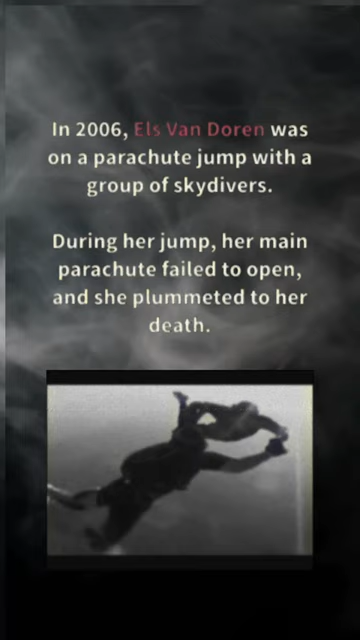 In 2006, Els Van Doren was
on a parachute jump with a
group of skydivers.
During her jump, her main
parachute failed to open,
and she plummeted to her
death.